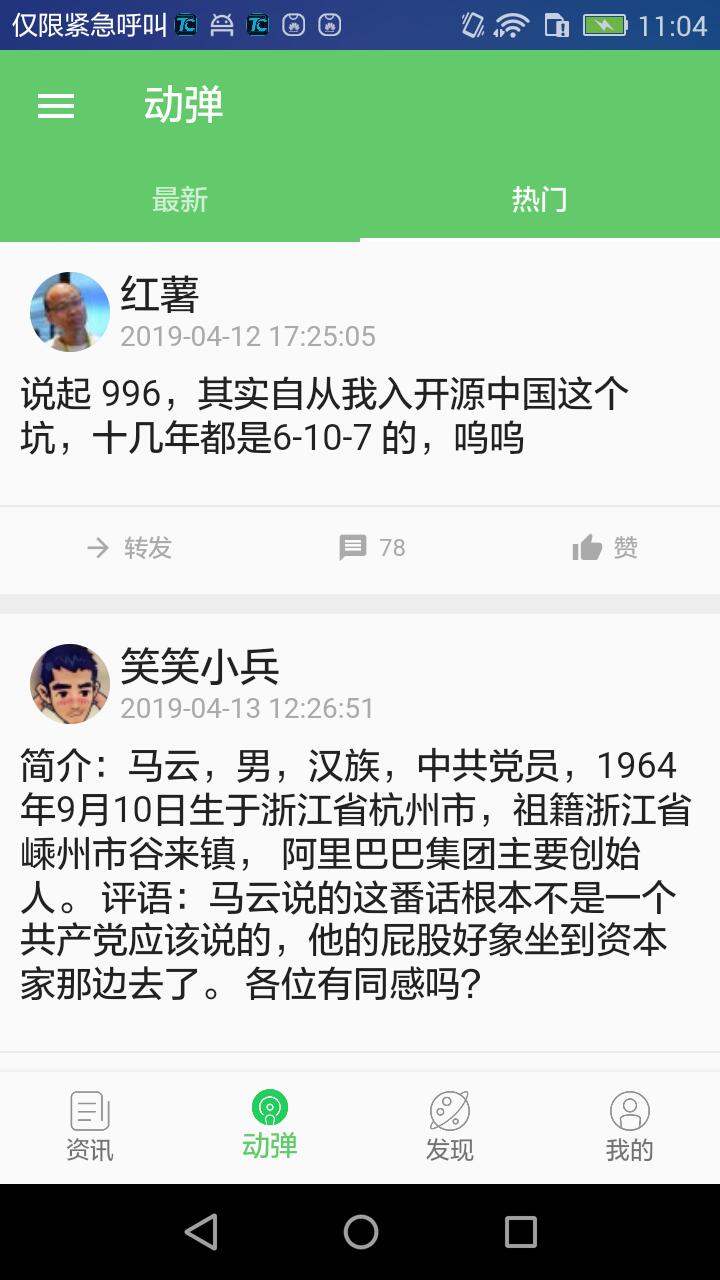 仅限紧急呼叫 TC TC 11:04
动弹
最新 热门
红薯
2019-04-12 17:25:05
说起 996，其实自从我入开源中国这个
坑，十几年都是6-10-7 的，呜呜
转发 78 赞
笑笑小兵
2019-04-13 12:26:51
简介：马云，男，汉族，中共党员，1964
年9月10日生于浙江省杭州市，祖籍浙江省
嵊州市谷来镇， 阿里巴巴集团主要创始
人。 评语：马云说的这番话根本不是一个
共产党应该说的，他的屁股好象坐到资本
家那边去了。 各位有同感吗?
资讯 动弹 发现 我的